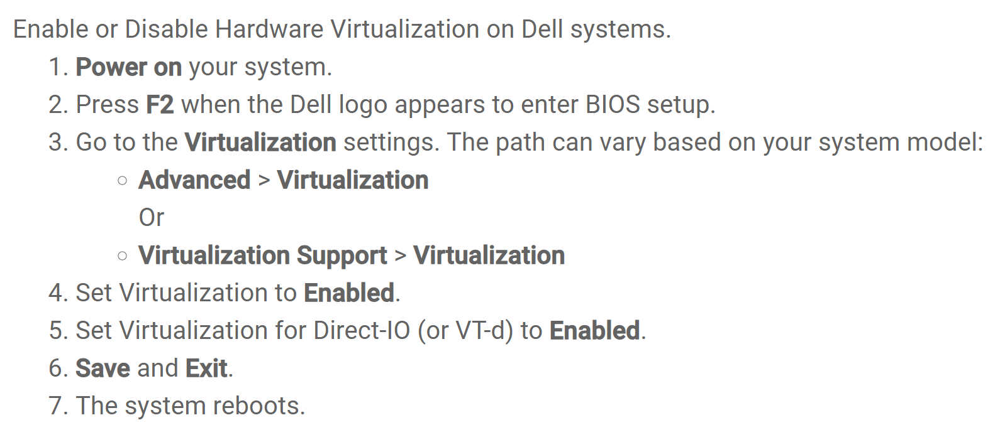 Enable or Disable Hardware Virtualization on Dell systems.
1. Power on your system.
2. Press F2 when the Dell logo appears to enter BIOS setup.
3. Go to the Virtualization settings. The path can vary based on your system model:
○ Advanced > Virtualization
Or
○ Virtualization Support > Virtualization
4. Set Virtualization to Enabled.
5. Set Virtualization for Direct-IO (or VT-d) to Enabled.
6. Save and Exit.
7. The system reboots.